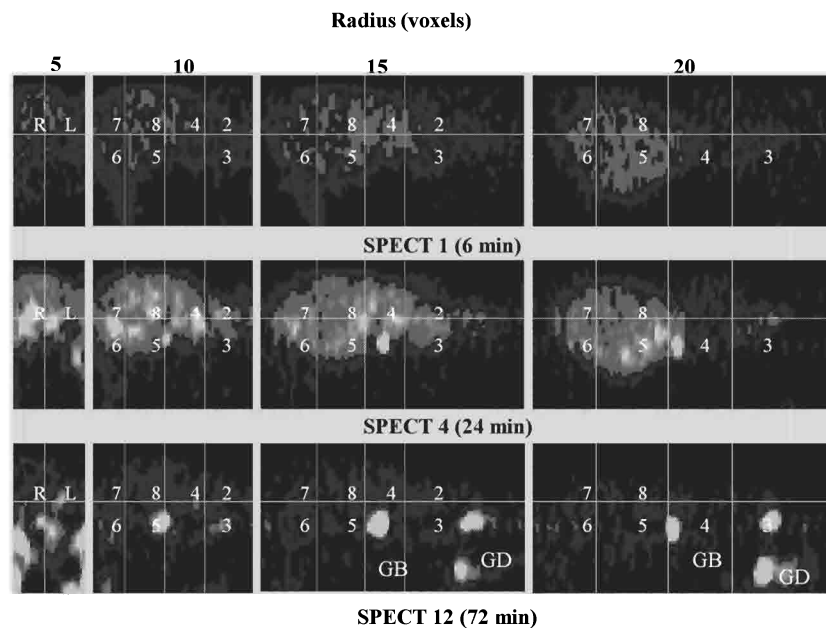 Radius (voxels)
5 10 15 20
R L 7 8 4 2 7 8 4 2 7 8
6 5 3 6 5 3 6 5 4 3
SPECT 1 (6 min)
R L 7 8 4 2 7 8 4 2 7 8
6 5 3 6 5 3 6 5 4 3
SPECT 4 (24 min)
R L 7 8 4 2 7 8 4 2 7 8
6 5 3 6 5 3 6 5 4 3
GB GD GB GD
SPECT 12 (72 min)